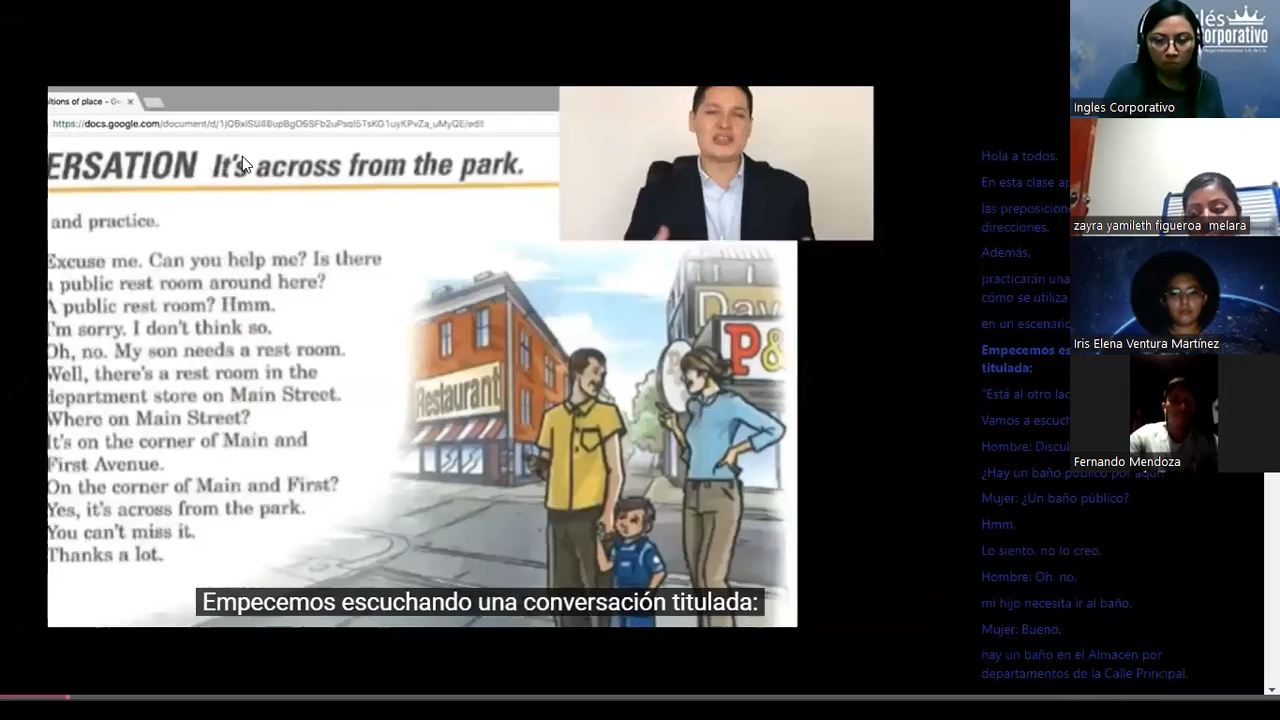 itions of place - Go
https://docs.google.com/document/d/
ERSATION It's across from the park.
and practice.
Excuse me. Can you help me? Is there
a public rest room around here?
A public rest room? Hmm.
I'm sorry, I don't think so.
Oh, no. My son needs a rest room.
Well, there's a rest room in the
department store on Main Street.
Where on Main Street?
It's on the corner of Main and
First Avenue.
On the corner of Main and First?
Yes, it's across from the park.
You can't miss it.
Thanks a lot.
Restaurant
Day
P&
Empecemos escuchando una conversación titulada:
Hola a todos.
En esta clase ap
las preposicion
direcciones.
Además,
practicarán una
cómo se utiliza
en un escenario
Empecemos es
titulada:
"Está al otro lad
Vamos a escuch
Hombre: Discul
¿Hay un baño público por aquí?
Mujer: ¿Un baño público?
Hmm.
Lo siento, no lo creo.
Hombre: Oh, no,
mi hijo necesita ir al baño.
Mujer: Bueno,
hay un baño en el Almacén por
departamentos de la Calle Principal.
glés
orporativo
Ingles Corporativo
zayra yamileth figueroa melara
Iris Elena Ventura Martínez
Fernando Mendoza